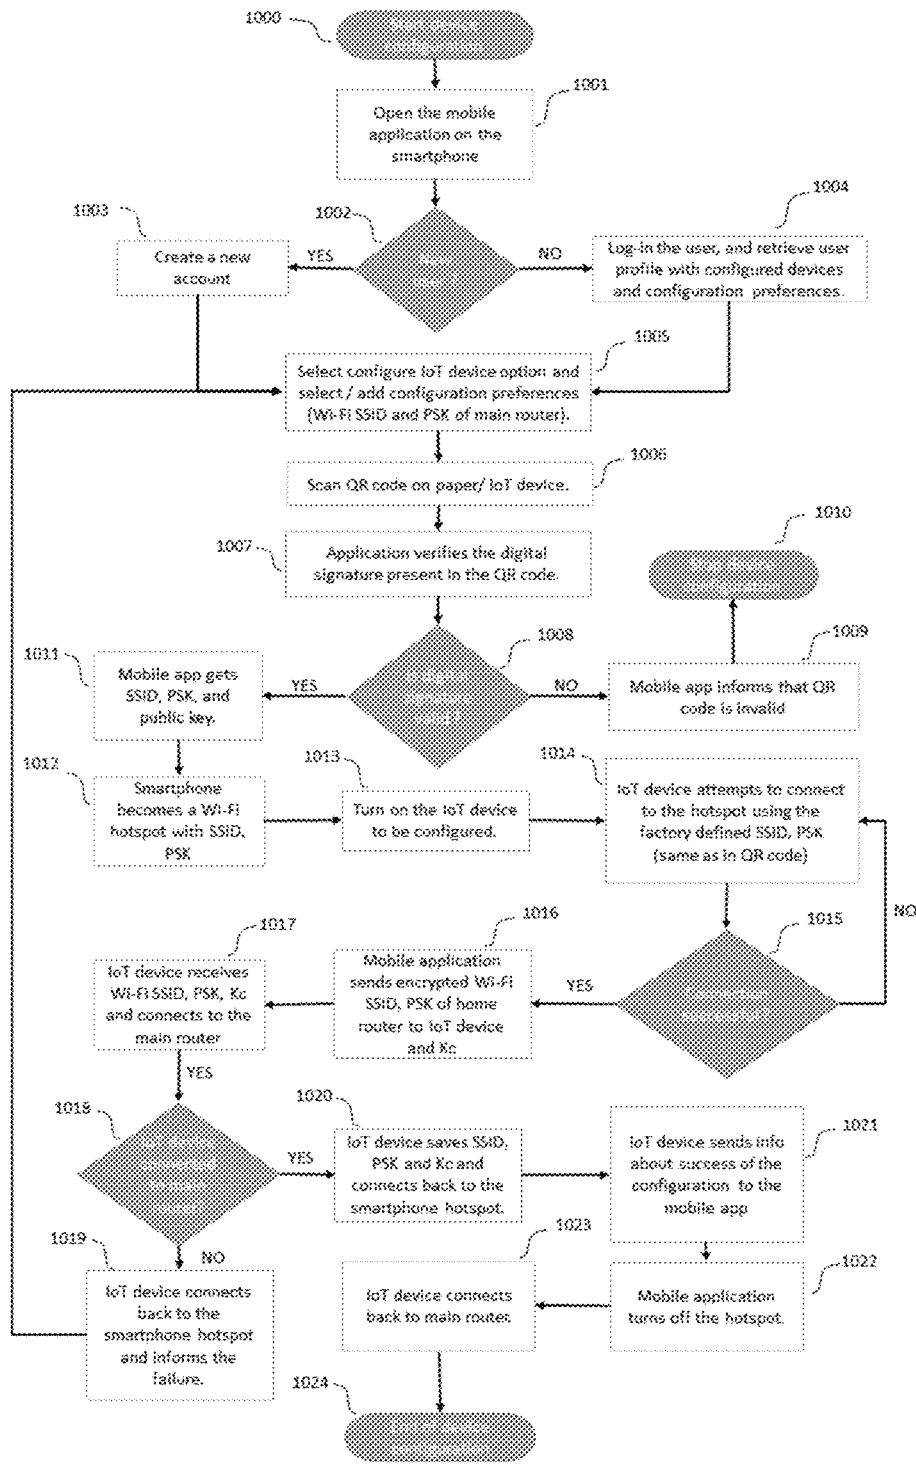 1000
1001
Open the mobile
application on the
smartphone
1002
1003
Create a new
account
YES
NO
1004
Log-in the user, and retrieve user
profile with configured devices
and configuration preferences.
1005
Select configure IoT device option and
select / add configuration preferences
(Wi-Fi SSID and PSK of main router).
1006
Scan QR code on paper/ IoT device.
1007
Application verifies the digital
signature present in the QR code.
1008
YES
NO
1009
Mobile app informs that QR
code is invalid
1010
1011
Mobile app gets
SSID, PSK, and
public key.
1012
Smartphone
becomes a Wi-Fi
hotspot with SSID,
PSK
1013
Turn on the IoT device
to be configured.
1014
IoT device attempts to connect
to the hotspot using the
factory defined SSID, PSK
(same as in QR code)
NO
1015
YES
1016
Mobile application
sends encrypted Wi-Fi
SSID, PSK of home
router to IoT device
and Kc
1017
IoT device receives
Wi-Fi SSID, PSK, Kc
and connects to the
main router
YES
1018
YES
NO
1019
IoT device connects
back to the
smartphone hotspot
and informs the
failure.
1020
IoT device saves SSID,
PSK and Kc and
connects back to the
smartphone hotspot.
1021
IoT device sends info
about success of the
configuration to the
mobile app
1022
Mobile application
turns off the hotspot.
1023
IoT device connects
back to main router.
1024